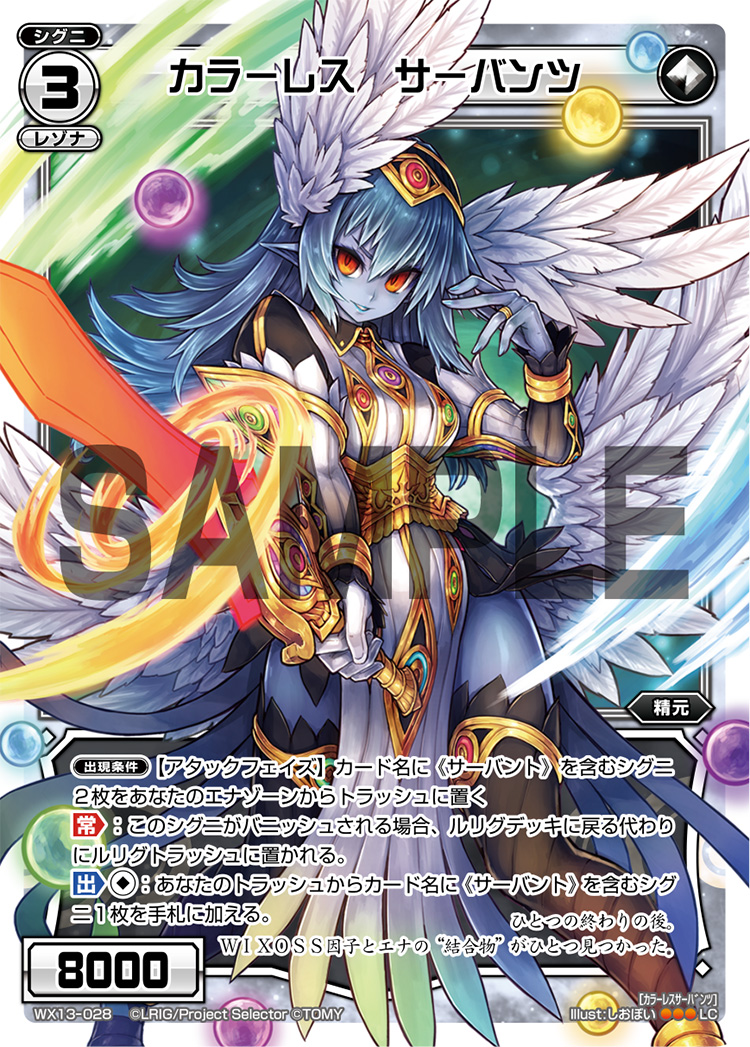 シグニ
3
レゾナ
カラーレス サーバンツ
SAMPLE
精元
出現条件 【アタックフェイズ】カード名に《サーバント》を含むシグニ
2枚をあなたのエナゾーンからトラッシュに置く
常：このシグニがバニッシュされる場合、ルリグデッキに戻る代わり
にルリグトラッシュに置かれる。
出 ◆：あなたのトラッシュからカード名に《サーバント》を含むシグ
ニ1枚を手札に加える。
ひとつの終わりの後。
WIXOSS因子とエナの“結合物”がひとつ見つかった。
8000
[カラーレスサーバンツ]
WX13-028 ©LRIG/Project Selector ©TOMY Illust:しおぼい LC